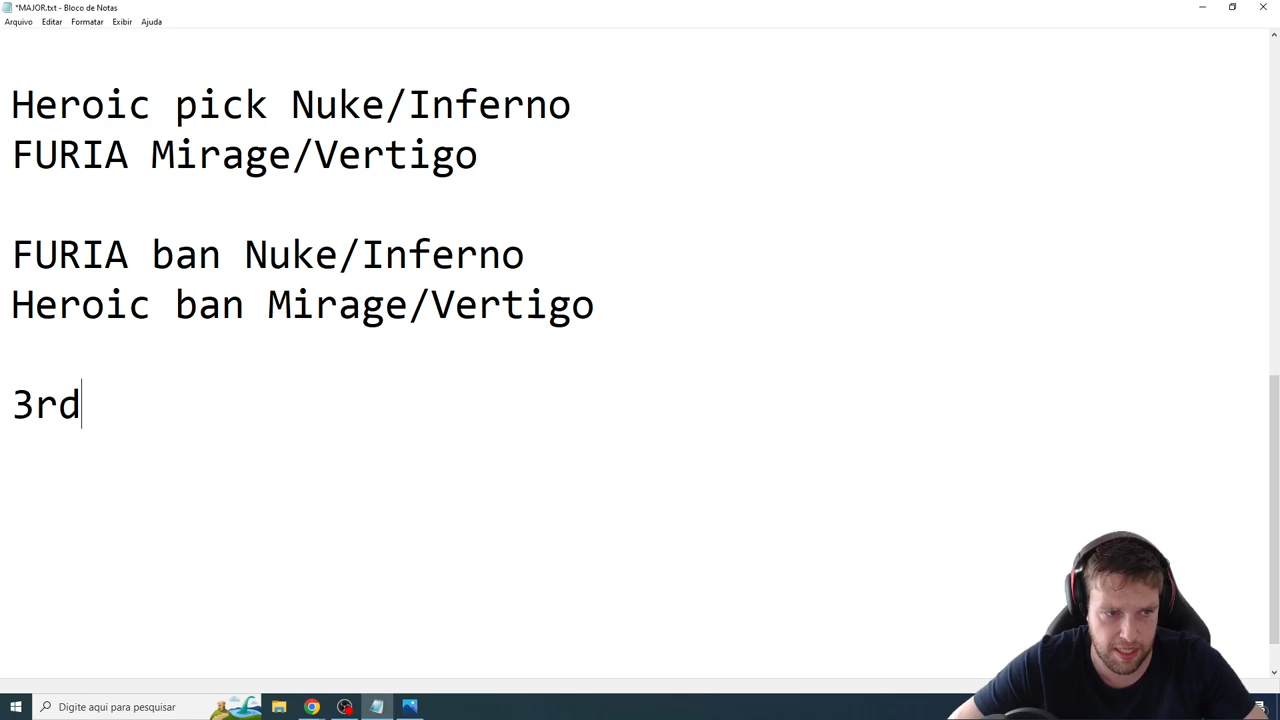 *MAJOR.txt - Bloco de Notas
Arquivo Editar Formatar Exibir Ajuda
Heroic pick Nuke/Inferno
FURIA Mirage/Vertigo
FURIA ban Nuke/Inferno
Heroic ban Mirage/Vertigo
3rd
Digite aqui para pesquisar